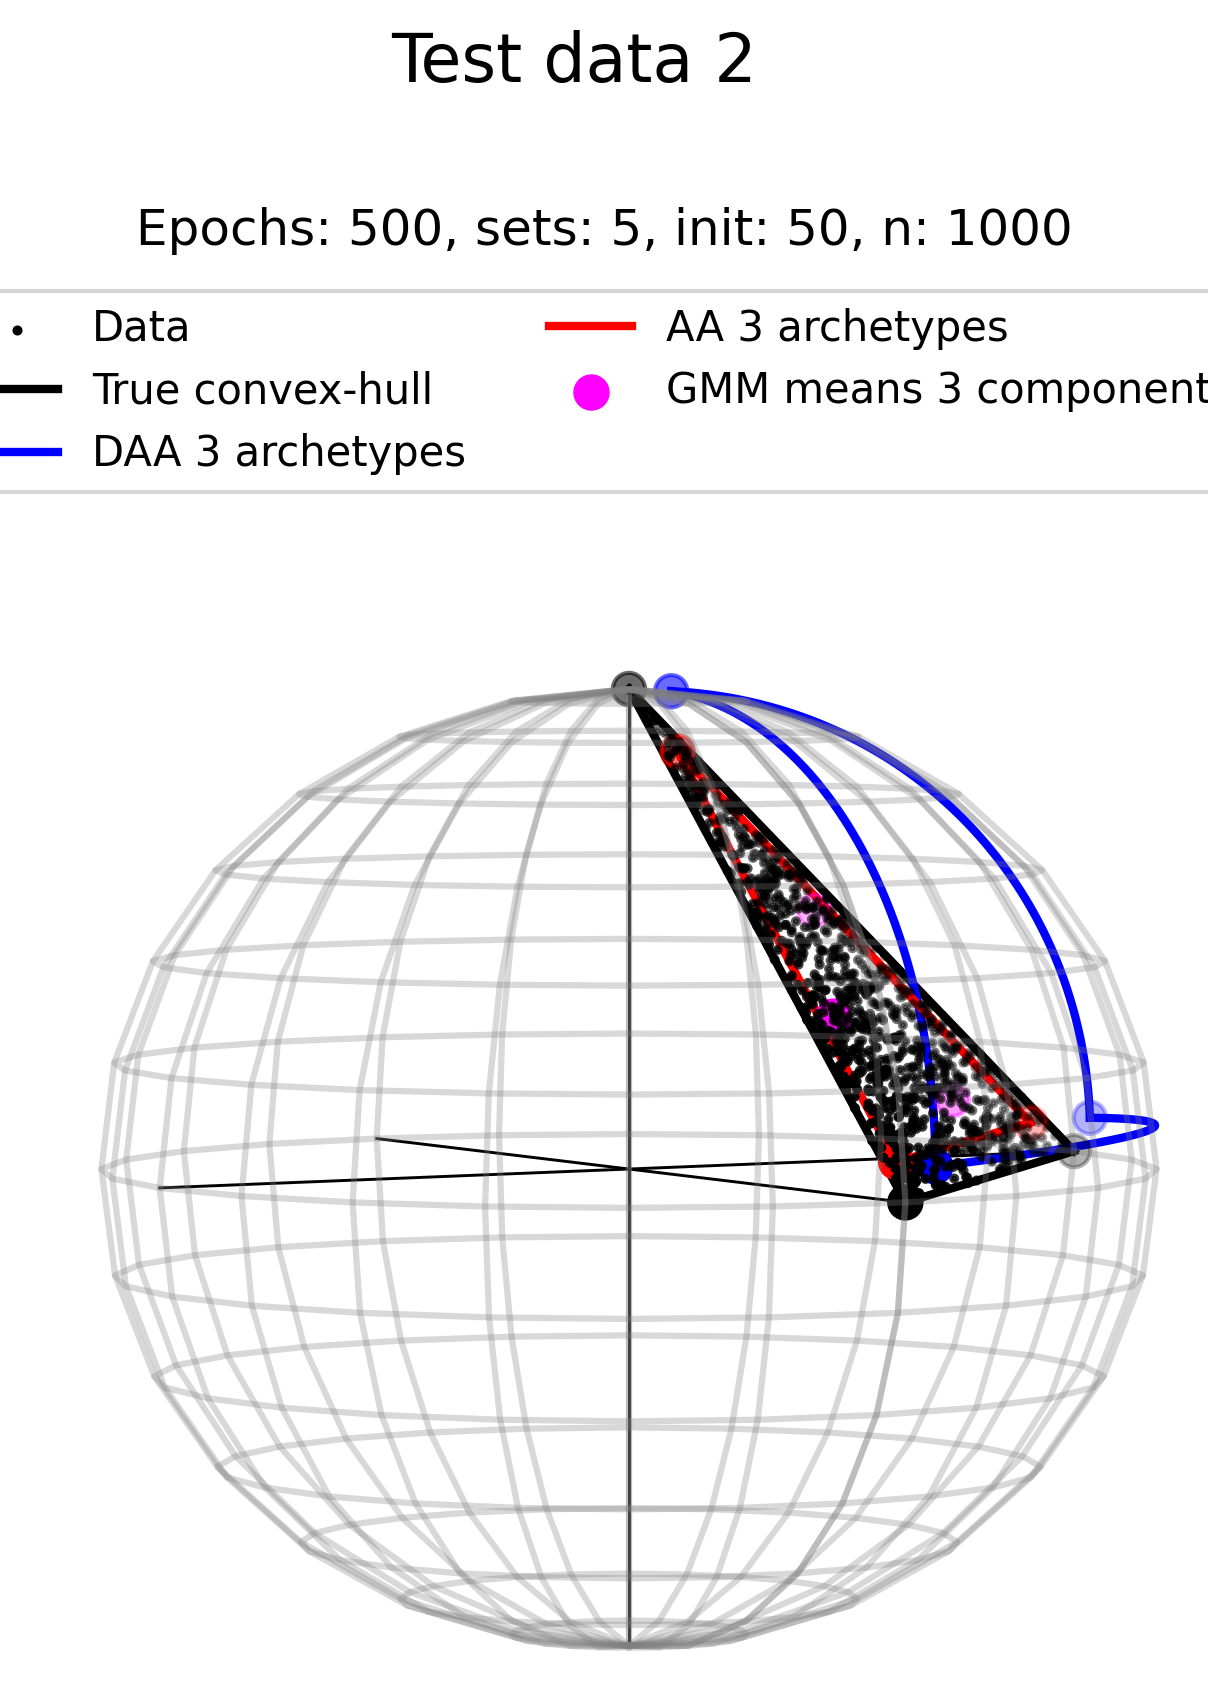 Test data 2
Epochs: 500, sets: 5, init: 50, n: 1000
Data
True convex-hull
DAA 3 archetypes
AA 3 archetypes
GMM means 3 component